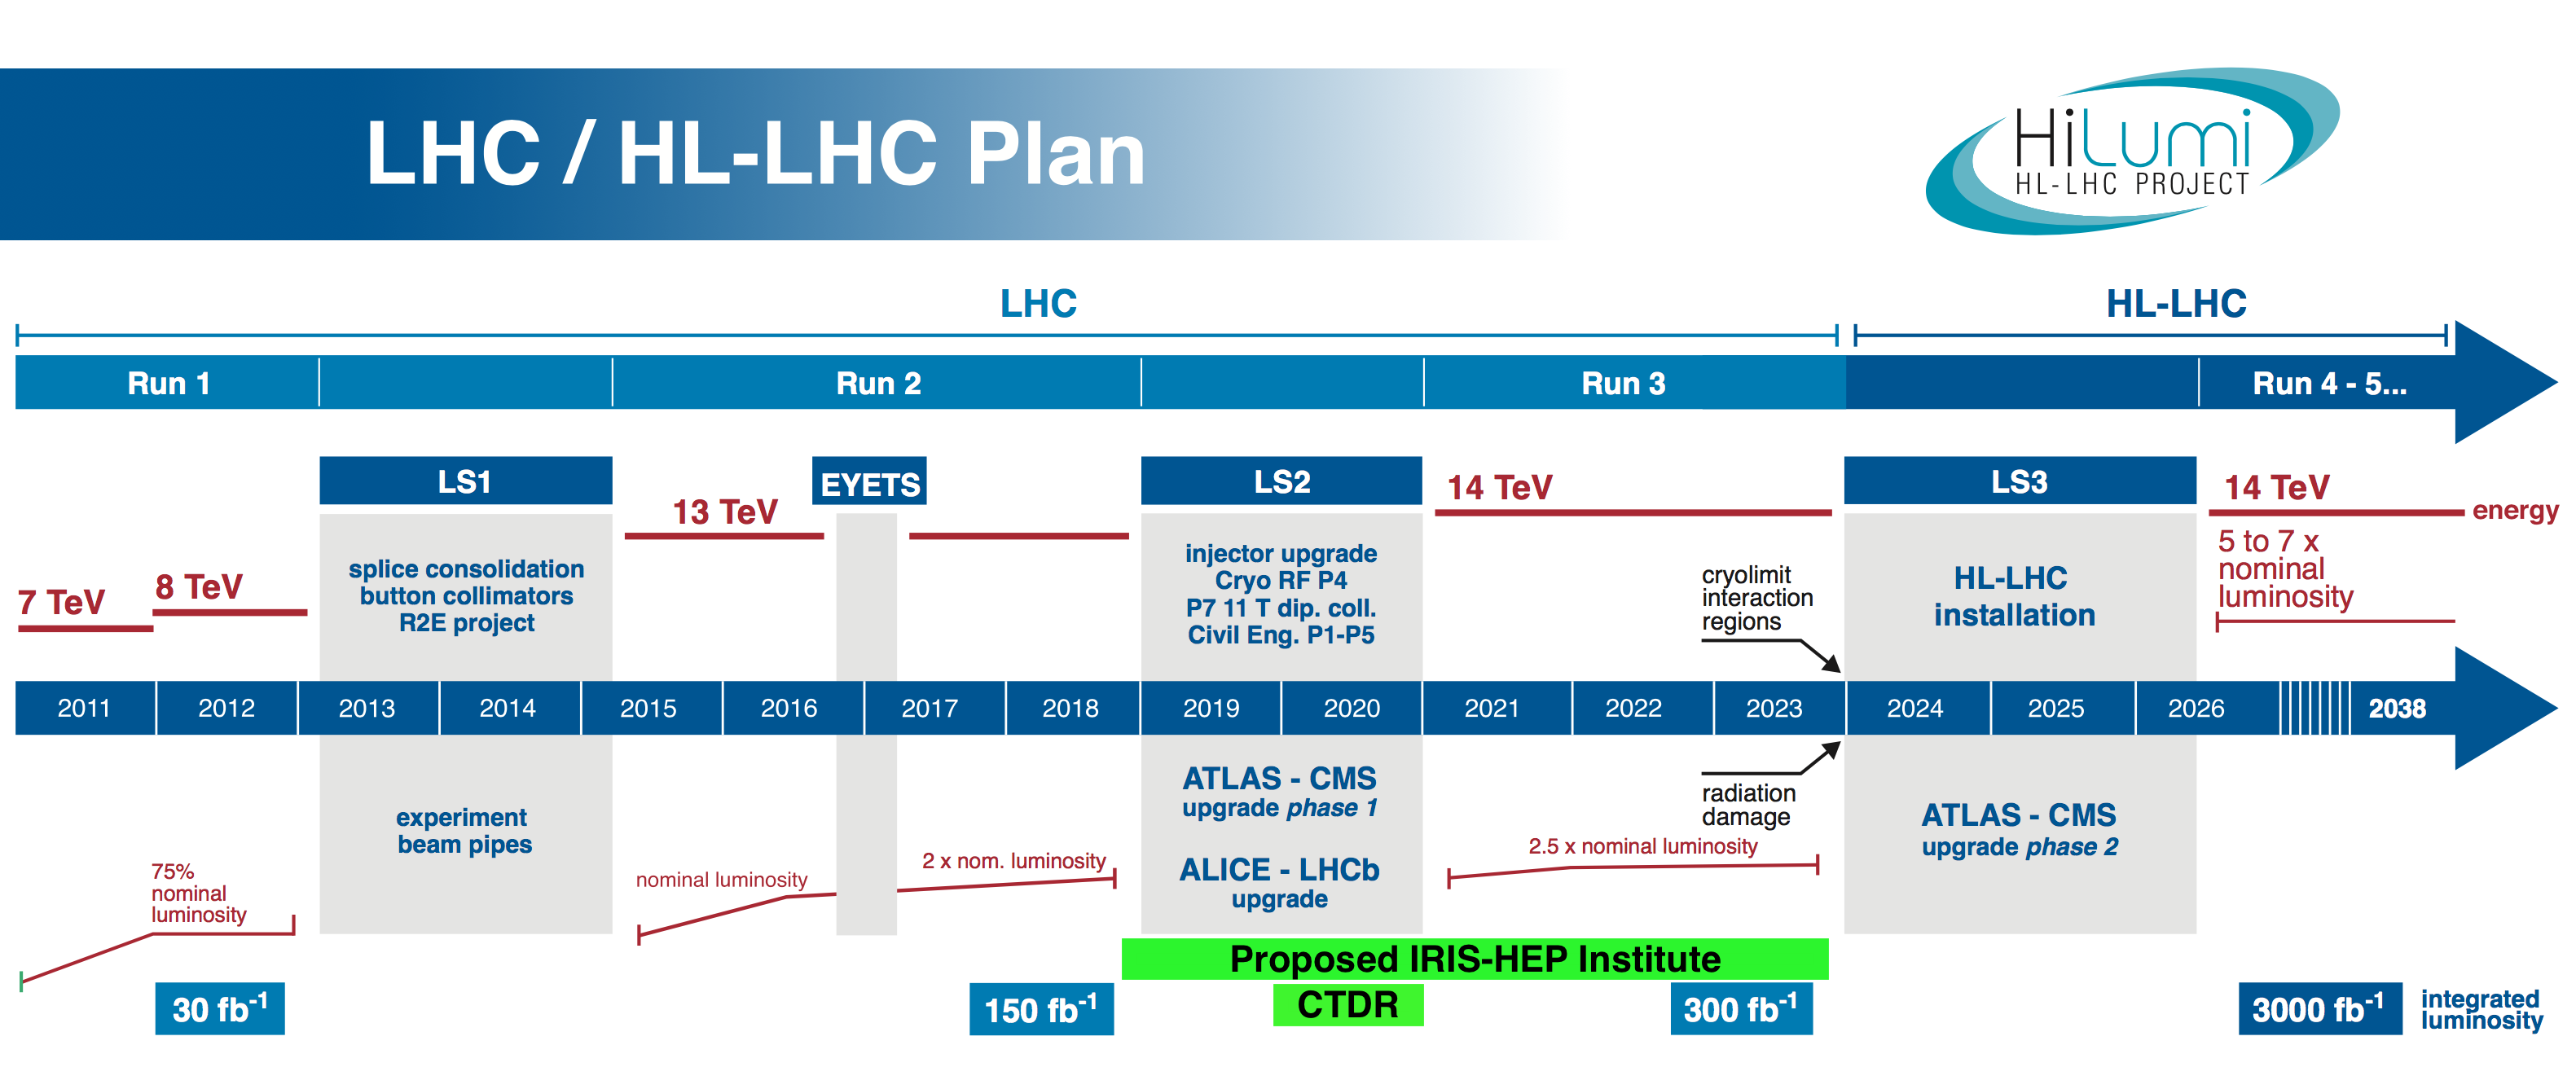 LHC / HL-LHC Plan
HiLumi
HL-LHC PROJECT
LHC
HL-LHC
Run 1
Run 2
Run 3
Run 4 - 5...
LS1
EYETS
LS2
LS3
7 TeV
8 TeV
13 TeV
14 TeV
14 TeV
energy
splice consolidation
button collimators
R2E project
injector upgrade
Cryo RF P4
P7 11 T dip. coll.
Civil Eng. P1-P5
cryolimit
interaction
regions
HL-LHC
installation
5 to 7 x
nominal
luminosity
2011
2012
2013
2014
2015
2016
2017
2018
2019
2020
2021
2022
2023
2024
2025
2026
2038
experiment
beam pipes
ATLAS - CMS
upgrade phase 1
ALICE - LHCb
upgrade
radiation
damage
ATLAS - CMS
upgrade phase 2
75%
nominal
luminosity
nominal luminosity
2 x nom. luminosity
2.5 x nominal luminosity
Proposed IRIS-HEP Institute
CTDR
30 fb-1
150 fb-1
300 fb-1
3000 fb-1
integrated
luminosity